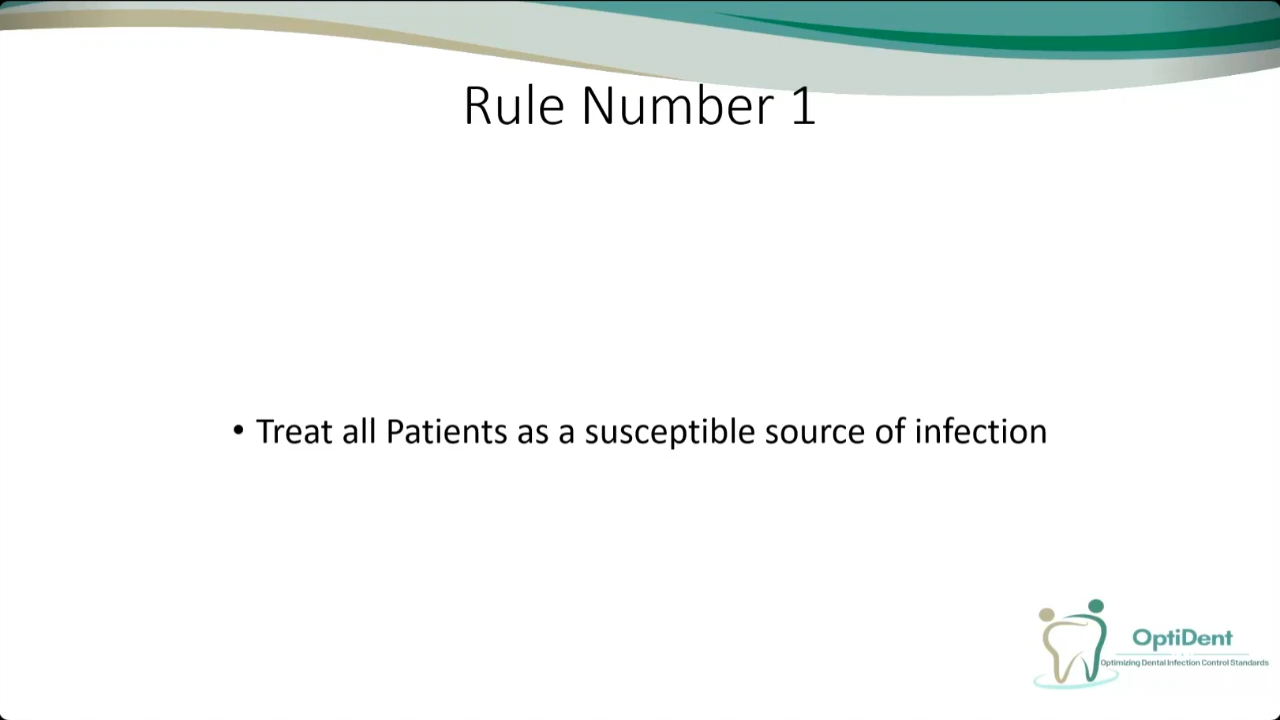 Rule Number 1
• Treat all Patients as a susceptible source of infection
OptiDent
Optimizing Dental Infection Control Standards